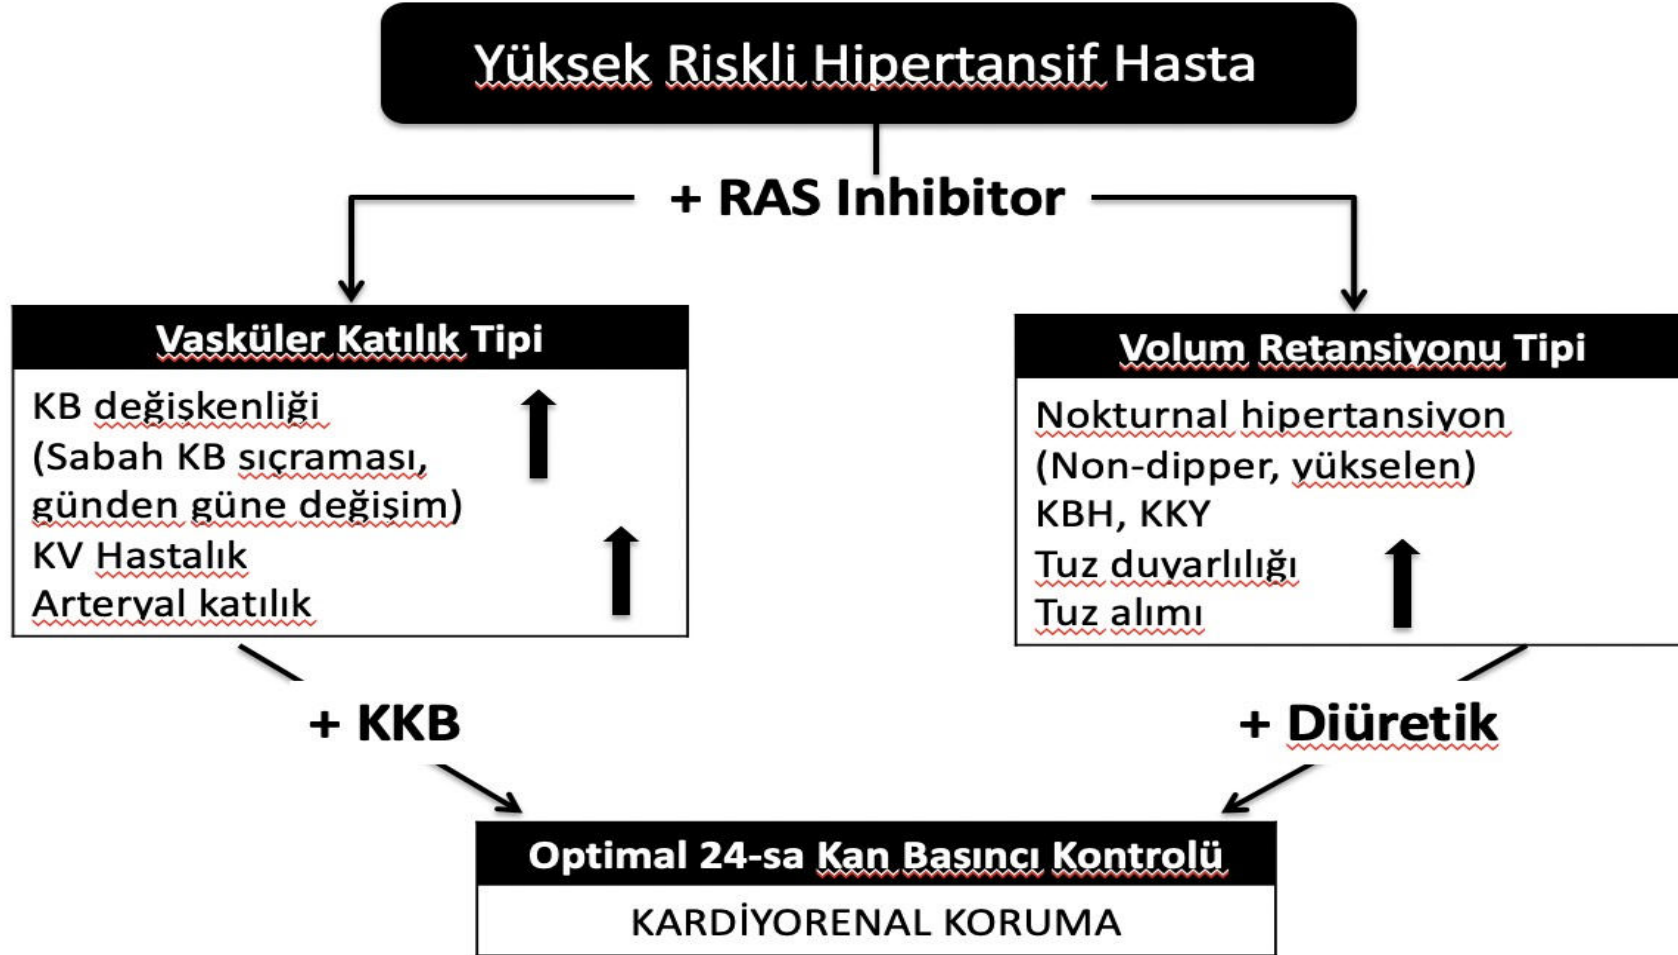 Yüksek Riskli Hipertansif Hasta
+ RAS Inhibitor
Vasküler Katılık Tipi
KB değişkenliği
(Sabah KB sıçraması,
günden güne değişim)
KV Hastalık
Arteryal katılık
Volum Retansiyonu Tipi
Nokturnal hipertansiyon
(Non-dipper, yükselen)
KBH, KKY
Tuz duyarlılığı
Tuz alımı
+ KKB
+ Diüretik
Optimal 24-sa Kan Basıncı Kontrolü
KARDİYORENAL KORUMA